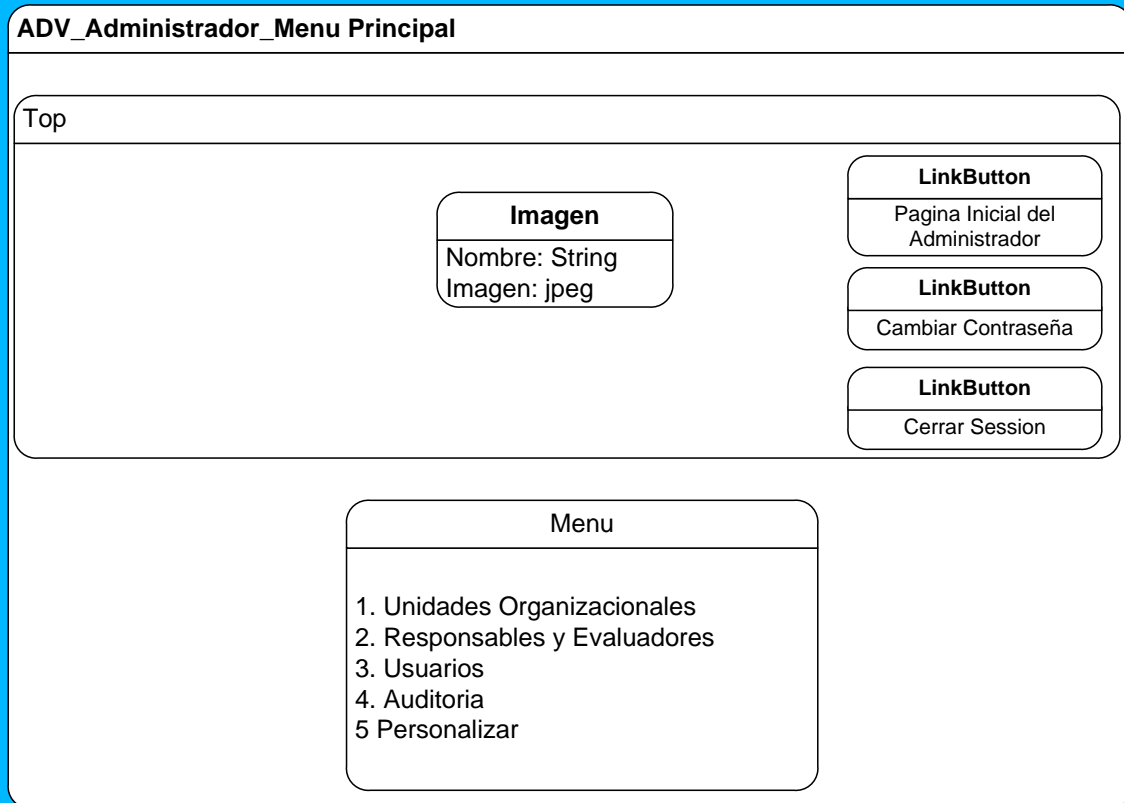 ADV_Administrador_Menu Principal
Top
Imagen
Nombre: String
Imagen: jpeg
LinkButton
Pagina Inicial del
Administrador
LinkButton
Cambiar Contraseña
LinkButton
Cerrar Session
Menu
1. Unidades Organizacionales
2. Responsables y Evaluadores
3. Usuarios
4. Auditoria
5 Personalizar